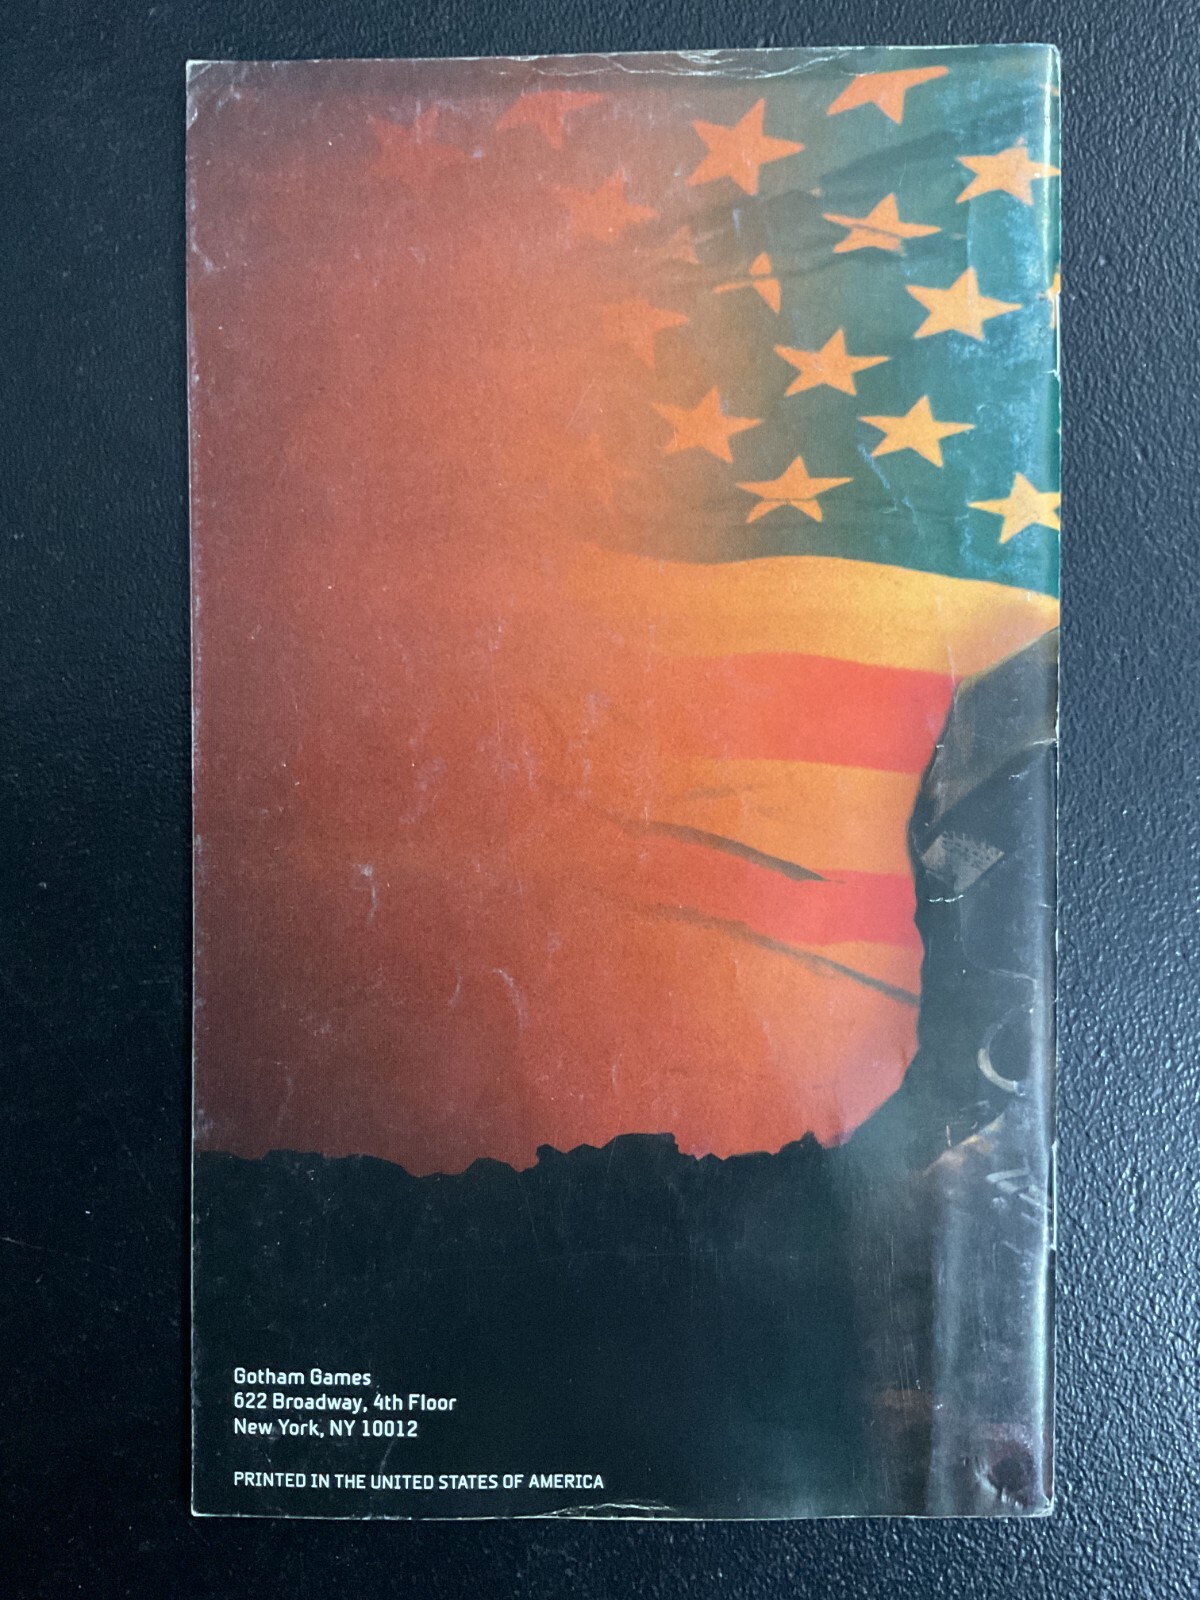 Gotham Games
622 Broadway, 4th Floor
New York, NY 10012
PRINTED IN THE UNITED STATES OF AMERICA